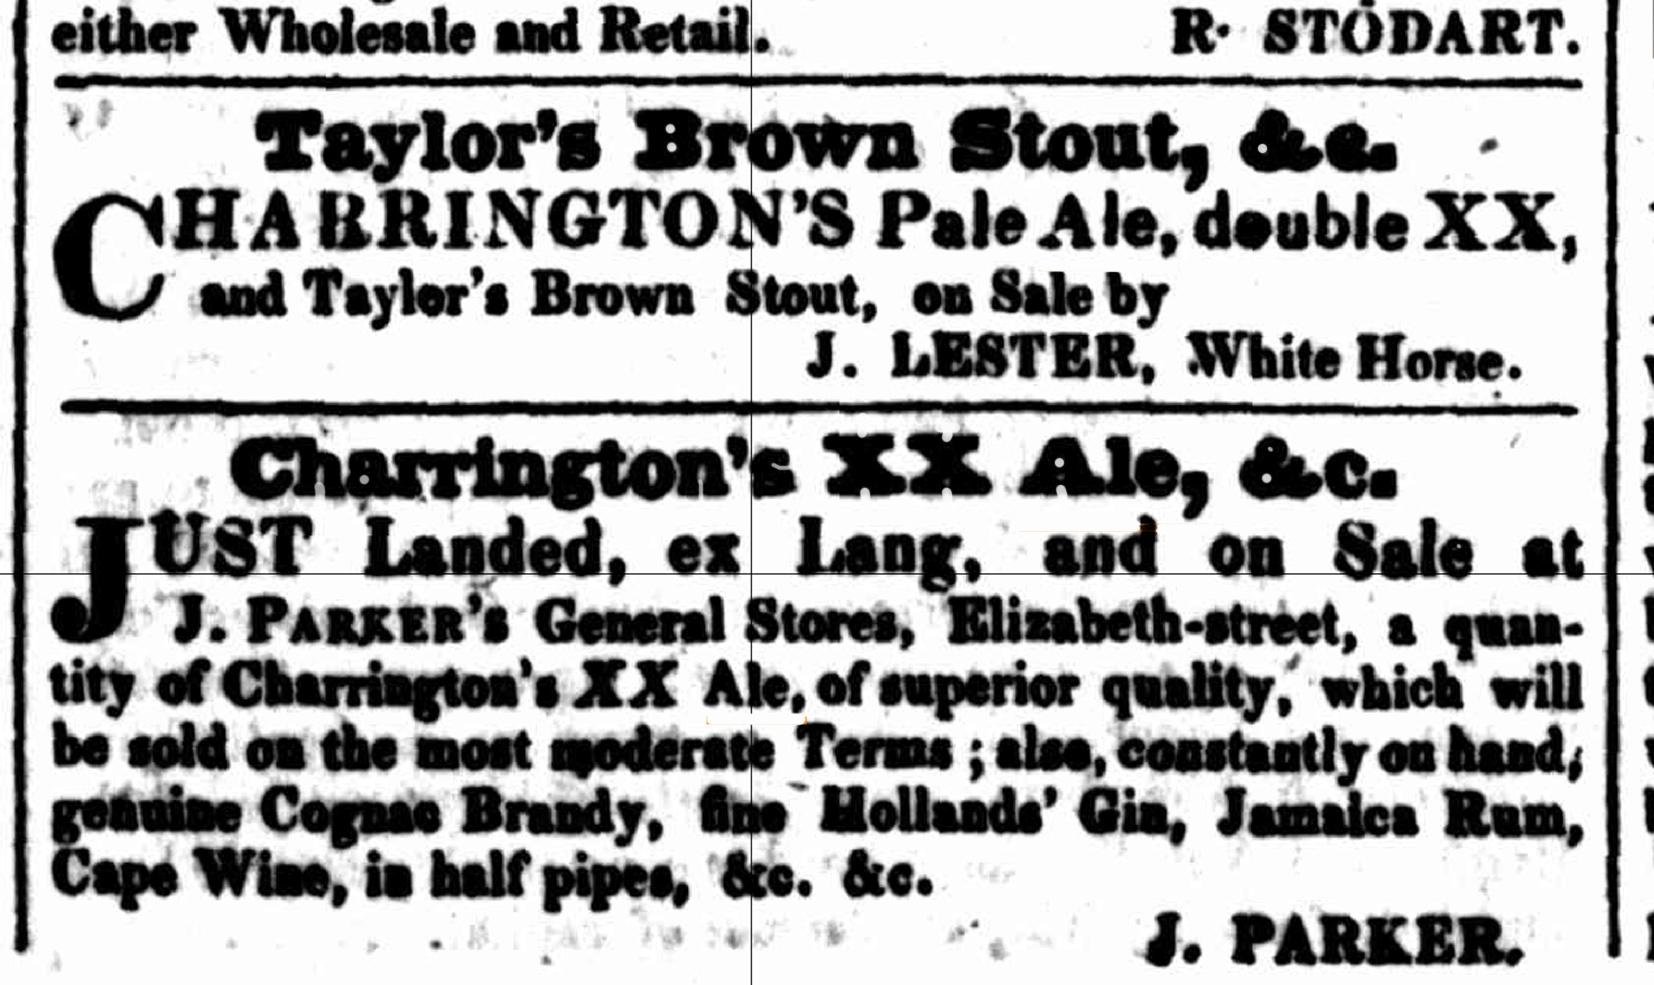 either Wholesale and Retail. R. STODART.
Taylor's Brown Stout, &c.
CHARRINGTON'S Pale Ale, double XX,
and Taylor's Brown Stout, on Sale by
J. LESTER, White Horse.
Charrington's XX Ale, &c.
JUST Landed, ex Lang, and on Sale at
J. PARKER'S General Stores, Elizabeth-street, a quan-
tity of Charrington's XX Ale, of superior quality, which will
be sold on the most moderate Terms ; also, constantly on hand,
genuine Cognac Brandy, fine Hollands' Gin, Jamaica Rum,
Cape Wine, in half pipes, &c. &c.
J. PARKER.